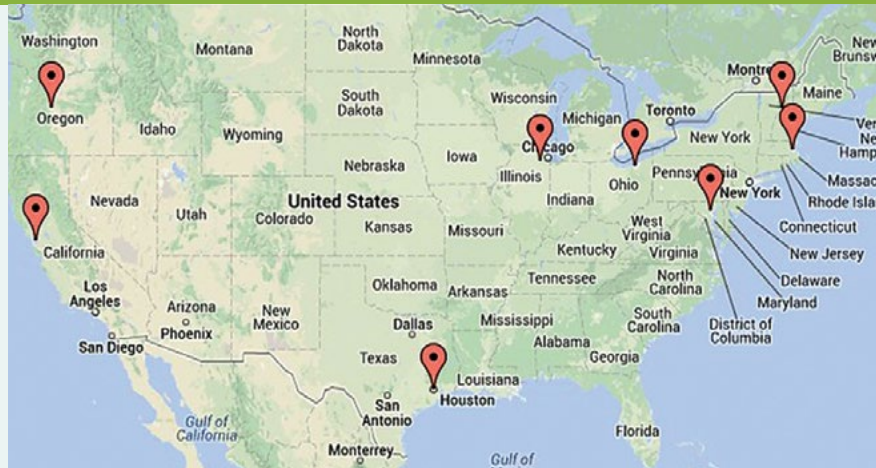 Washington
Montana
North
Dakota
Minnesota
Montre
Maine
New
Brunsw
Oregon
Idaho
Wyoming
South
Dakota
Wisconsin
Michigan
Toronto
New York
Ver
Ne
Hamp
Chicago
Nebraska
Iowa
Illinois
Indiana
Ohio
Pennsylvania
New York
Massac
Rhode Islan
Connecticut
New Jersey
Delaware
Maryland
District of
Columbia
Nevada
Utah
Colorado
United States
Kansas
Missouri
West
Virginia
Virginia
Kentucky
California
Los
Angeles
San Diego
Arizona
Phoenix
New
Mexico
Oklahoma
Arkansas
Tennessee
North
Carolina
South
Carolina
Mississippi
Alabama
Georgia
Dallas
Texas
Louisiana
Houston
San
Antonio
Florida
Gulf of
California
Monterrey
Gulf of